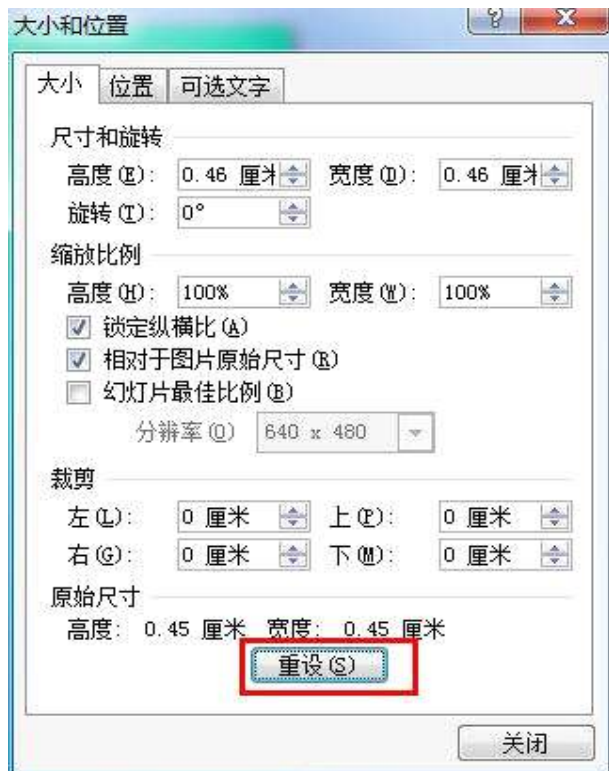 大小和位置
大小 位置 可选文字
尺寸和旋转
高度(E): 0.46 厘米 宽度(D): 0.46 厘米
旋转(T): 0°
缩放比例
高度(H): 100% 宽度(W): 100%
锁定纵横比(A)
相对于图片原始尺寸(R)
幻灯片最佳比例(B)
分辨率(O) 640 x 480
裁剪
左(L): 0 厘米 上(P): 0 厘米
右(G): 0 厘米 下(M): 0 厘米
原始尺寸
高度: 0.45 厘米 宽度: 0.45 厘米
重设(S)
关闭